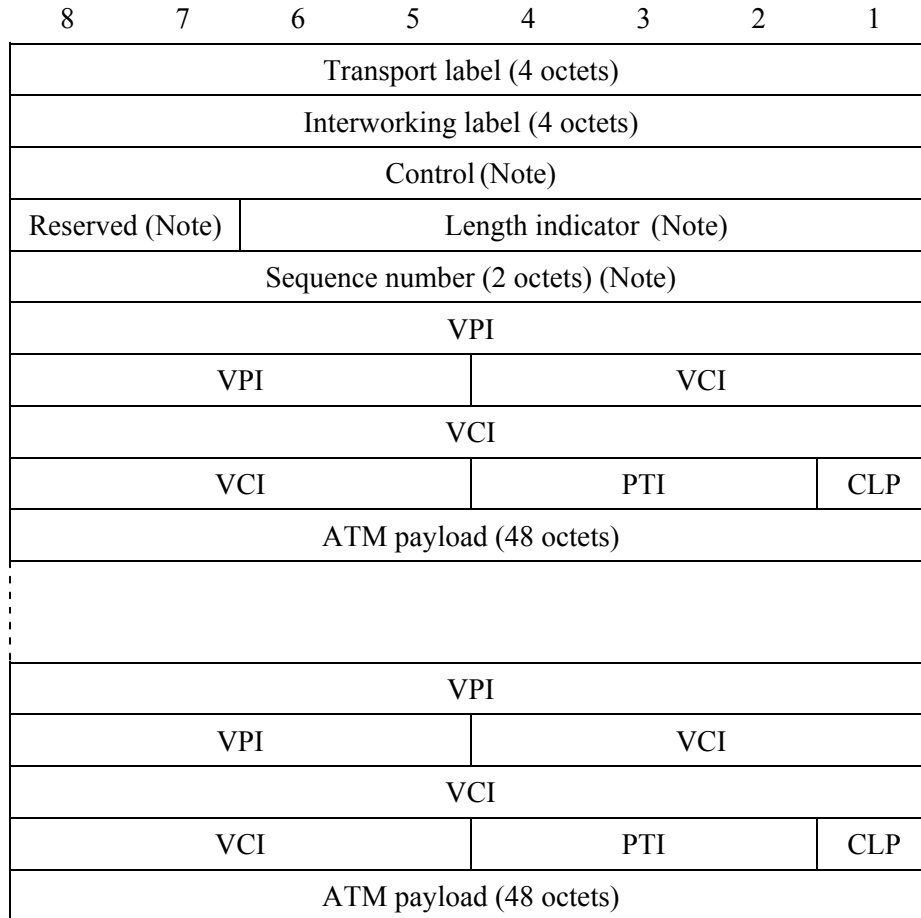 8 7 6 5 4 3 2 1
Transport label (4 octets)
Interworking label (4 octets)
Control (Note)
Reserved (Note) Length indicator (Note)
Sequence number (2 octets) (Note)
VPI
VPI VCI
VCI
VCI PTI CLP
ATM payload (48 octets)
VPI
VPI VCI
VCI
VCI PTI CLP
ATM payload (48 octets)